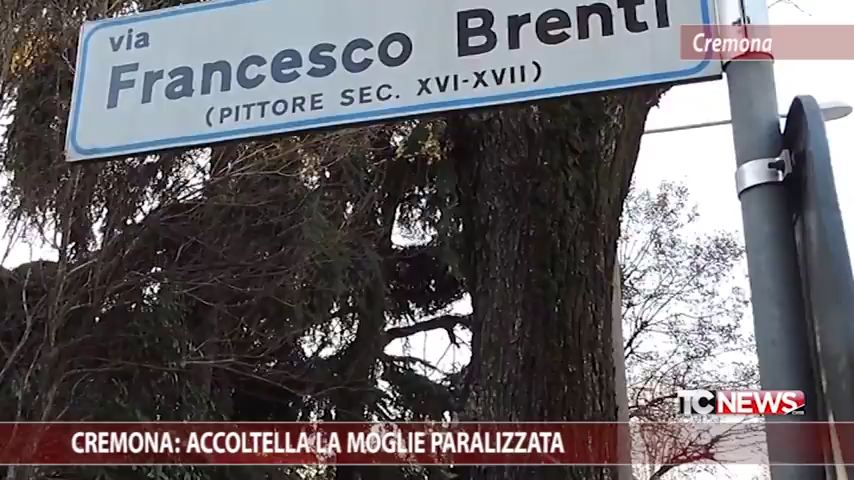 via
Francesco Brenti
(PITTORE SEC. XVI-XVII)
Cremona
TCNEWS
CREMONA: ACCOLTELLA LA MOGLIE PARALIZZATA